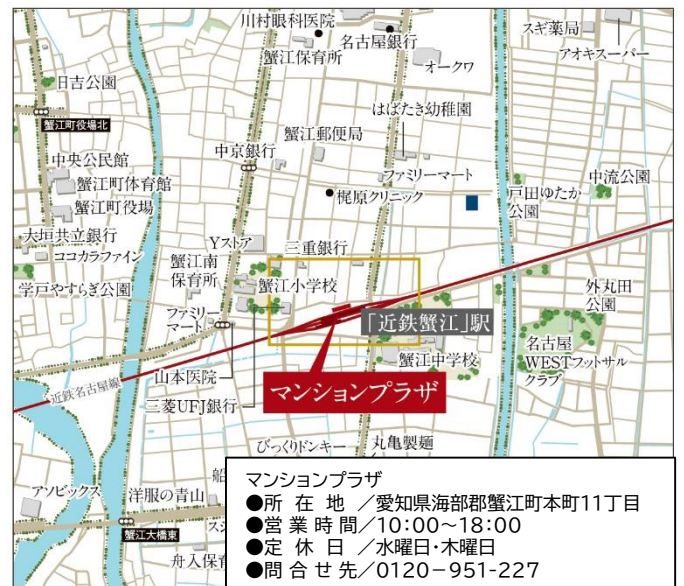 川村眼科医院
名古屋銀行
蟹江保育所
オークワ
スギ薬局
アオキスーパー
日吉公園
はばたき幼稚園
蟹江町役場北
蟹江郵便局
中京銀行
中央公民館
蟹江町体育館
蟹江町役場
ファミリーマート
梶原クリニック
戸田ゆたか
公園
中流公園
大垣共立銀行
ココカラファイン
Yストア
三重銀行
蟹江南
保育所
蟹江小学校
学戸やすらぎ公園
ファミリー
マート
「近鉄蟹江」駅
外丸田
公園
蟹江中学校
名古屋
WESTフットサル
クラブ
山本医院
近鉄名古屋線
三菱UFJ銀行
マンションプラザ
びっくりドンキー
丸亀製麺
アソビックス
洋服の青山
船
ス
蟹江大橋東
舟入保育
マンションプラザ
●所在地/愛知県海部郡蟹江町本町11丁目
●営業時間/10:00~18:00
●定休日/水曜日・木曜日
●問合せ先/0120-951-227